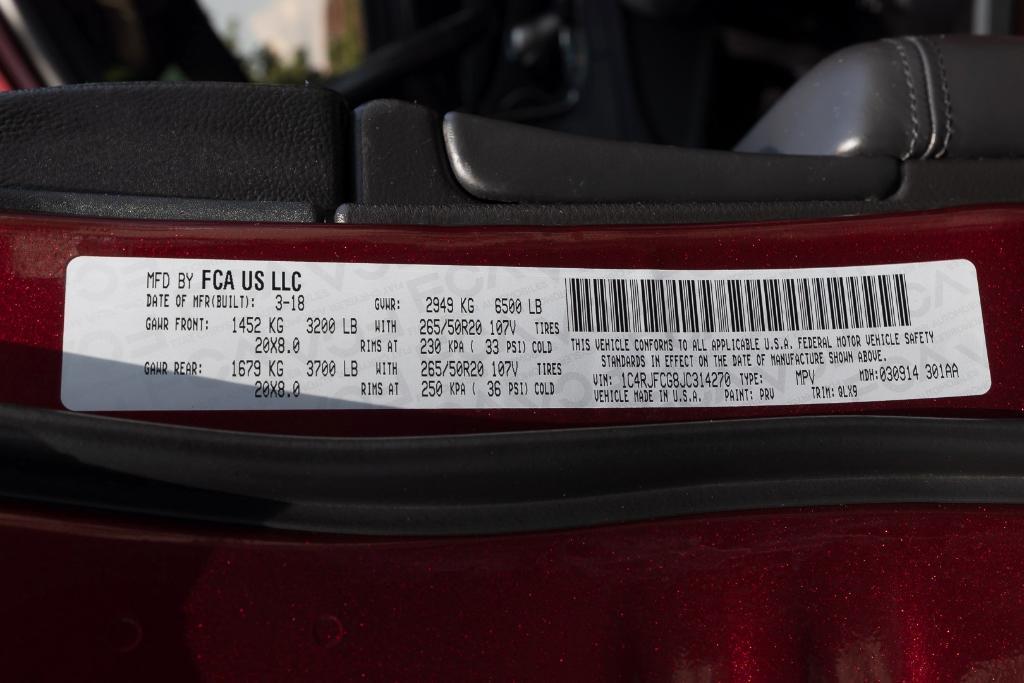 MFD BY FCA US LLC
DATE OF MFR(BUILT): 3-18 GVWR: 2949 KG 6500 LB
GAWR FRONT: 1452 KG 3200 LB WITH 265/50R20 107V TIRES
20X8.0 RIMS AT 230 KPA ( 33 PSI) COLD
GAWR REAR: 1679 KG 3700 LB WITH 265/50R20 107V TIRES
20X8.0 RIMS AT 250 KPA ( 36 PSI) COLD
THIS VEHICLE CONFORMS TO ALL APPLICABLE U.S.A. FEDERAL MOTOR VEHICLE SAFETY
STANDARDS IN EFFECT ON THE DATE OF MANUFACTURE SHOWN ABOVE.
VIN: 1C4RJFCG8JC314270 TYPE: MPV MDH:030914 301AA
VEHICLE MADE IN U.S.A. PAINT: PRV TRIM: QLX9